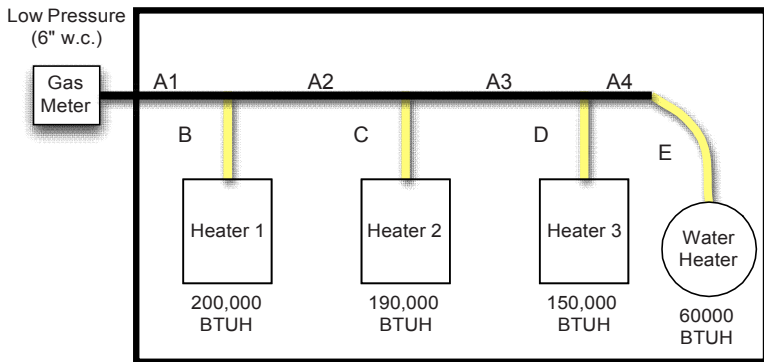 Low Pressure
(6" w.c.)
Gas
Meter
A1
A2
A3
A4
B
C
D
E
Heater 1
Heater 2
Heater 3
Water
Heater
200,000
BTUH
190,000
BTUH
150,000
BTUH
60000
BTUH